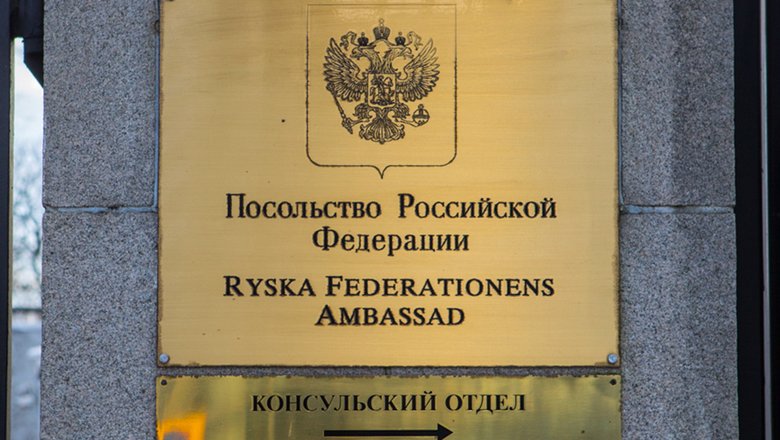 Посольство Российской
Федерации
RYSKA FEDERATIONENS
AMBASSAD
КОНСУЛЬСКИЙ ОТДЕЛ